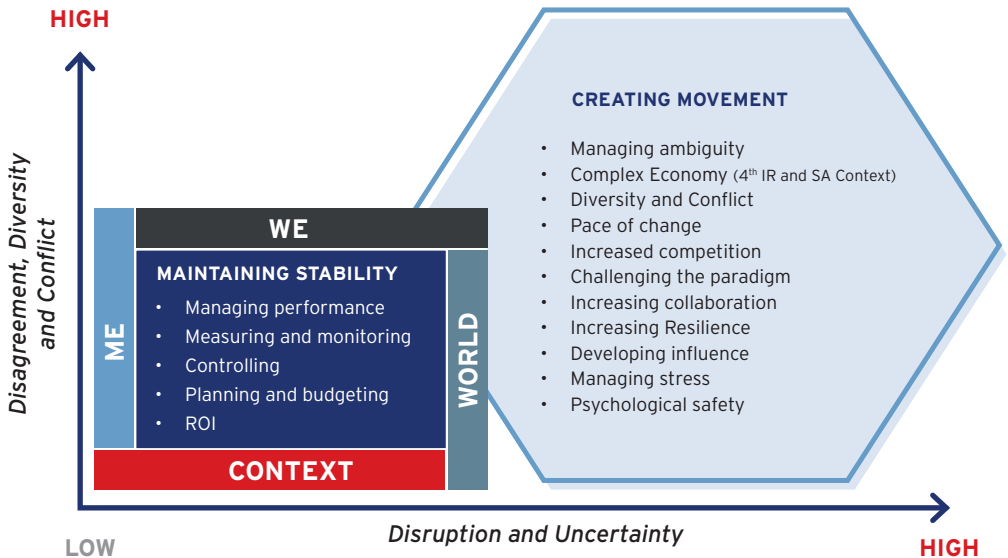 HIGH
Disagreement, Diversity
and Conflict
WE
ME
MAINTAINING STABILITY
• Managing performance
• Measuring and monitoring
• Controlling
• Planning and budgeting
• ROI
WORLD
CONTEXT
CREATING MOVEMENT
• Managing ambiguity
• Complex Economy (4th IR and SA Context)
• Diversity and Conflict
• Pace of change
• Increased competition
• Challenging the paradigm
• Increasing collaboration
• Increasing Resilience
• Developing influence
• Managing stress
• Psychological safety
LOW
Disruption and Uncertainty
HIGH